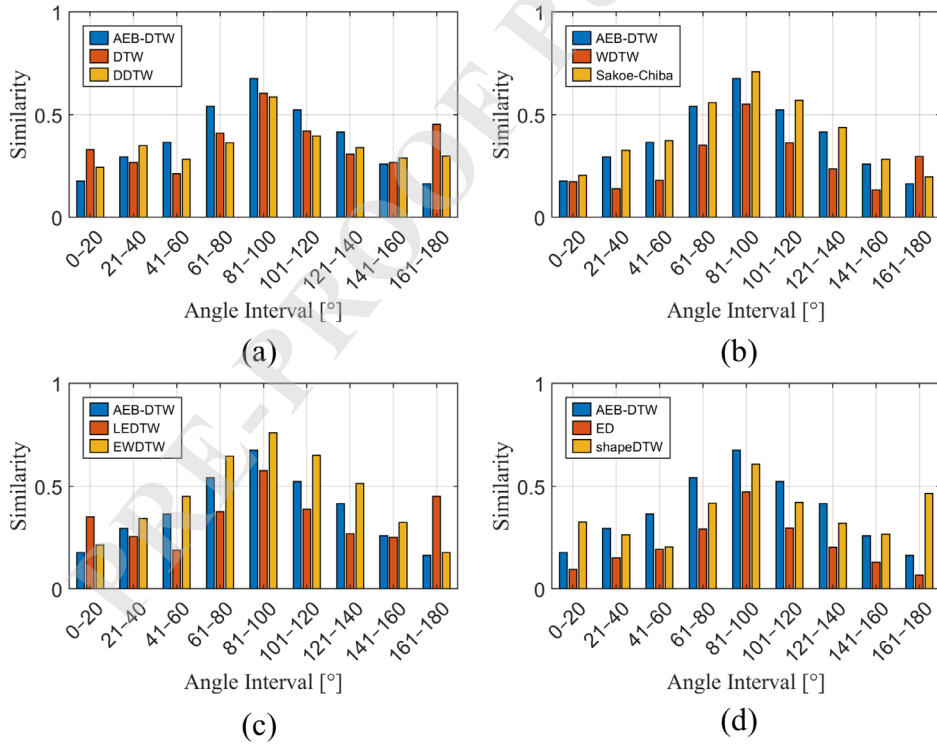 1
0.5
0
Similarity
AEB-DTW
DTW
DDTW
0-20
21-40
41-60
61-80
81-100
101-120
121-140
141-160
161-180
Angle Interval [°]
(a)
1
0.5
0
Similarity
AEB-DTW
WDTW
Sakoe-Chiba
0-20
21-40
41-60
61-80
81-100
101-120
121-140
141-160
161-180
Angle Interval [°]
(b)
1
0.5
0
Similarity
AEB-DTW
LEDTW
EWDTW
0-20
21-40
41-60
61-80
81-100
101-120
121-140
141-160
161-180
Angle Interval [°]
(c)
1
0.5
0
Similarity
AEB-DTW
ED
shapeDTW
0-20
21-40
41-60
61-80
81-100
101-120
121-140
141-160
161-180
Angle Interval [°]
(d)
PRE-PROOF